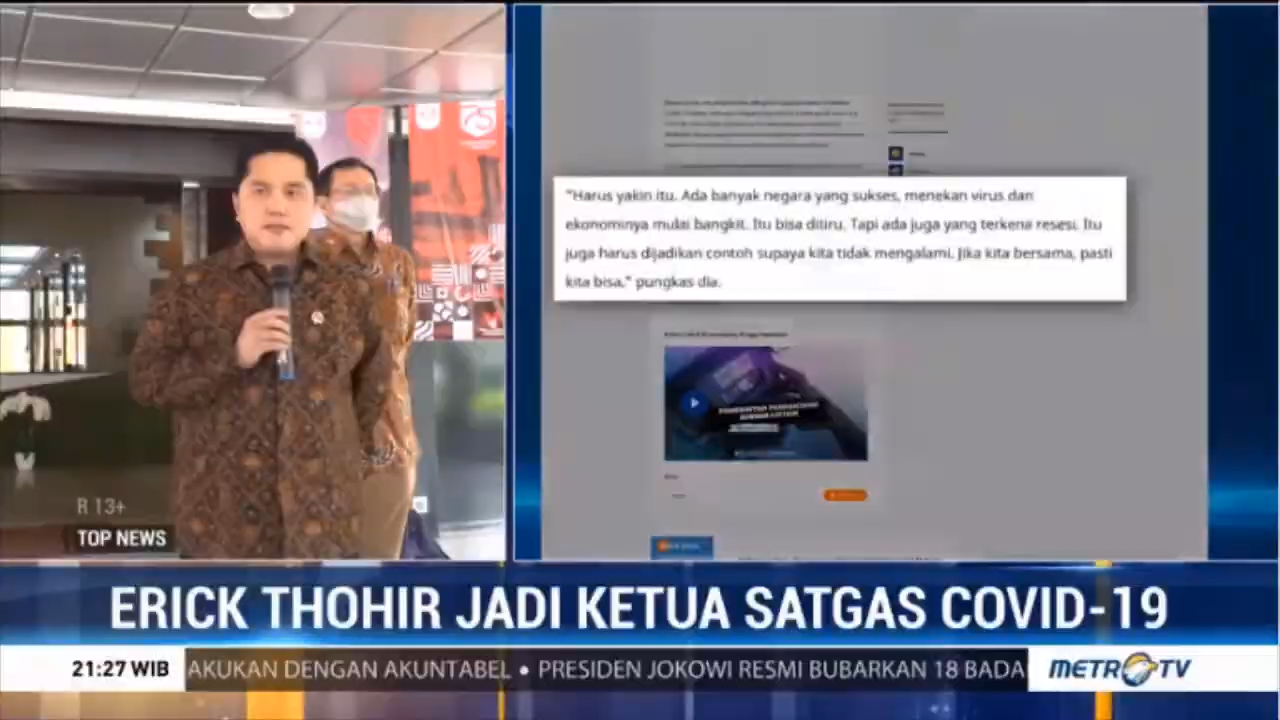 "Harus yakin itu. Ada banyak negara yang sukses, menekan virus dan
ekonominya mulai bangkit. Itu bisa ditiru. Tapi ada juga yang terkena resesi. Itu
juga harus dijadikan contoh supaya kita tidak mengalami. Jika kita bersama, pasti
kita bisa," pungkas dia.
R 13+
TOP NEWS
ERICK THOHIR JADI KETUA SATGAS COVID-19
21:27 WIB
AKUKAN DENGAN AKUNTABEL • PRESIDEN JOKOWI RESMI BUBARKAN 18 BADA
METRO TV